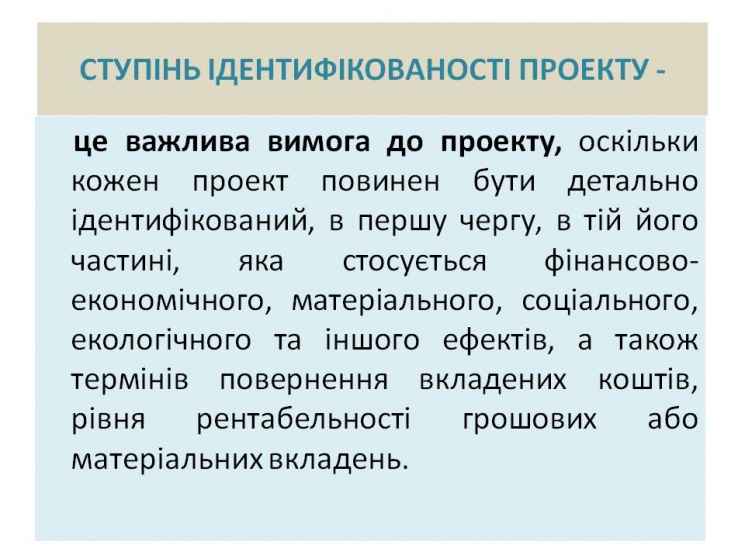 СТУПІНЬ ІДЕНТИФІКОВАНОСТІ ПРОЕКТУ -
це важлива вимога до проекту, оскільки
кожен проект повинен бути детально
ідентифікований, в першу чергу, в тій його
частині, яка стосується фінансово-
економічного, матеріального, соціального,
екологічного та іншого ефектів, а також
термінів повернення вкладених коштів,
рівня рентабельності грошових або
матеріальних вкладень.